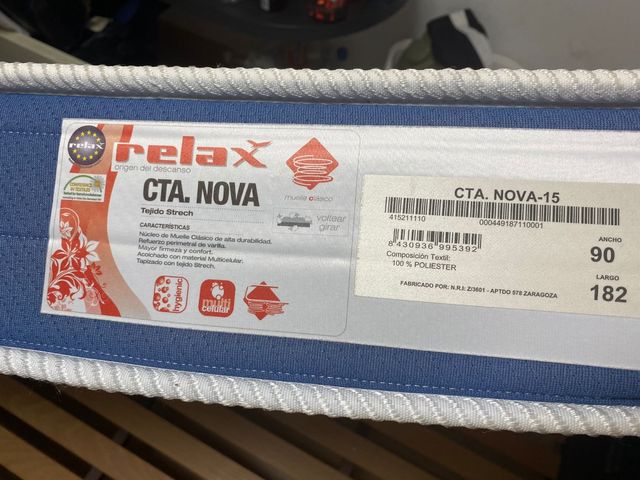 relax
relax
origen del descanso
CTA. NOVA
Tejido Strech
CARACTERÍSTICAS
Núcleo de Muelle Clásico de alta durabilidad.
Refuerzo perimetral de varilla.
Mayor firmeza y confort.
Acolchado con material Multicelular.
Tapizado con tejido Strech.
muelle clásico
voltear
girar
hygienic
multi
celular
CTA. NOVA-15
415211110
000449187110001
8 430936 995392
Composición Textil:
100 % POLIESTER
FABRICADO POR: N.R.I: Z/3601 - APTDO 578 ZARAGOZA
ANCHO
90
LARGO
182